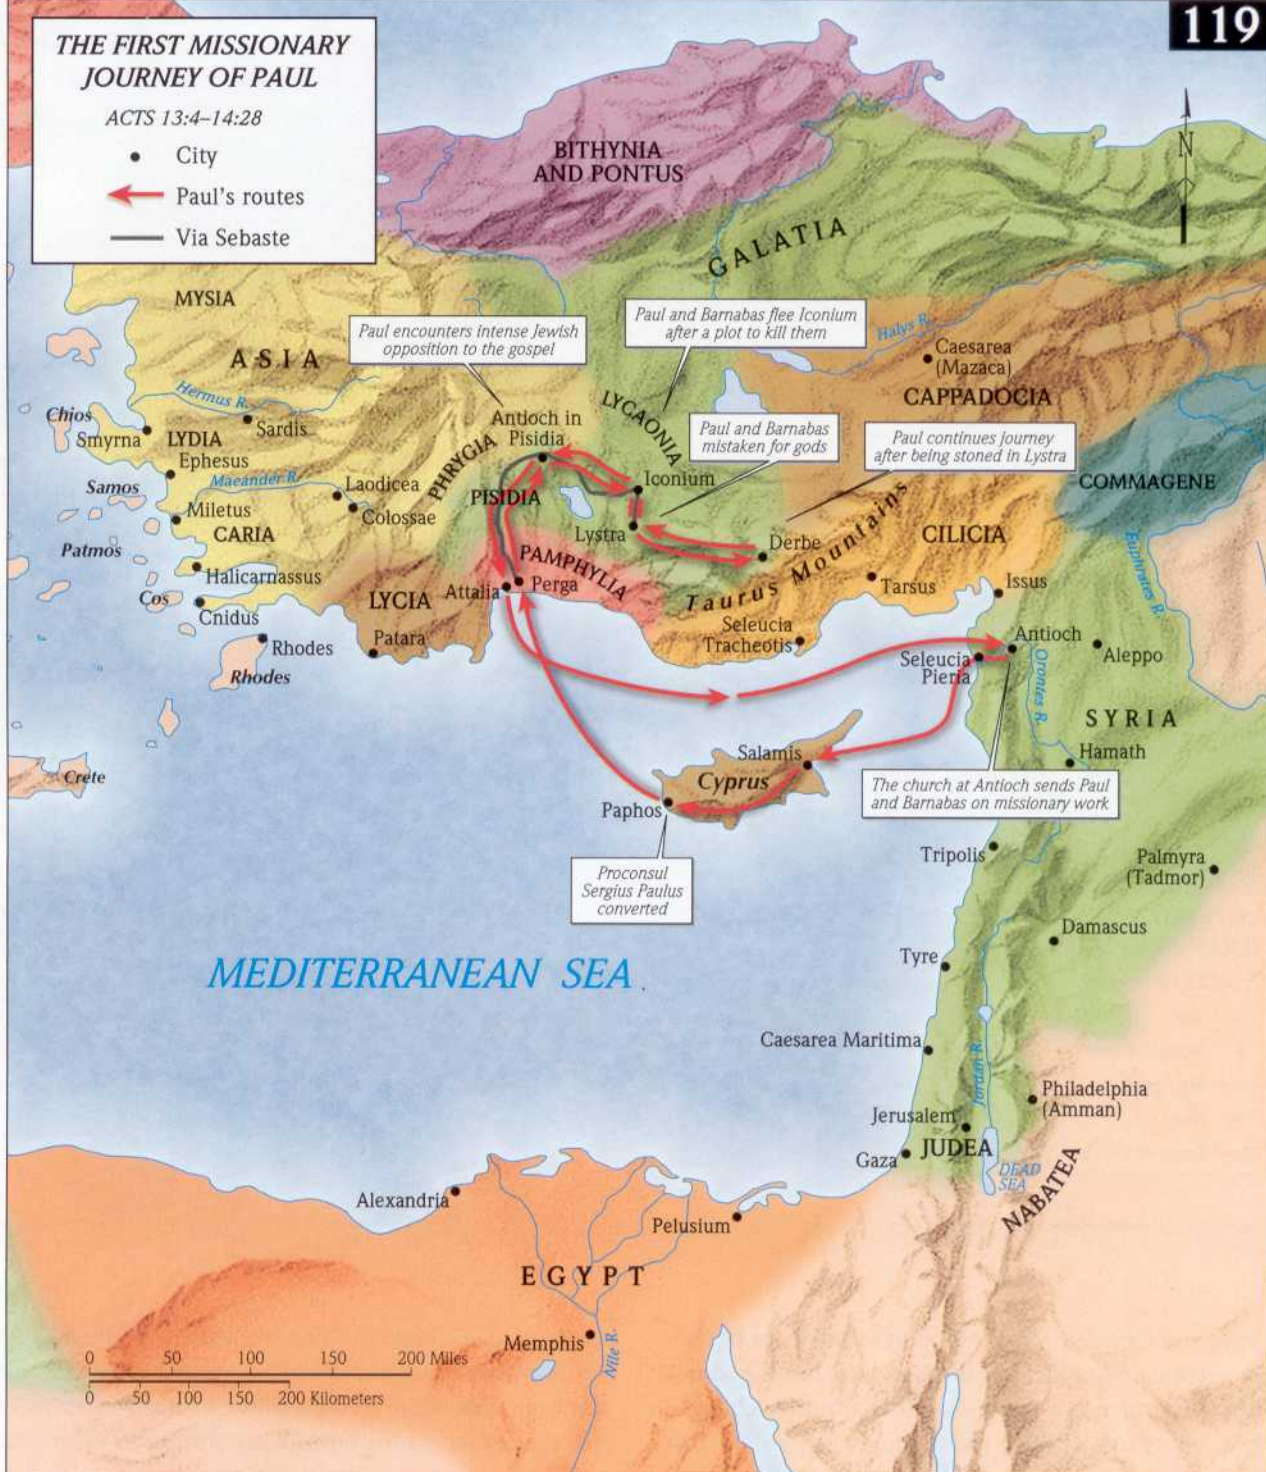 119
THE FIRST MISSIONARY
JOURNEY OF PAUL
ACTS 13:4–14:28
City
Paul's routes
Via Sebaste
N
BITHYNIA
AND PONTUS
GALATIA
MYSIA
ASIA
Paul encounters intense Jewish
opposition to the gospel
Paul and Barnabas flee Iconium
after a plot to kill them
Halys R.
Caesarea
(Mazaca)
CAPPADOCIA
Hermus R.
Chios
Smyrna
LYDIA
Sardis
Ephesus
Antioch in
Pisidia
LYCAONIA
Paul and Barnabas
mistaken for gods
Paul continues journey
after being stoned in Lystra
COMMAGENE
Samos
Maeander R.
Laodicea
Colossae
PHRYGIA
PISIDIA
Iconium
Miletus
CARIA
Patmos
Lystra
Derbe
Taurus Mountains
CILICIA
Euphrates R.
Halicarnassus
Cos
Cnidus
LYCIA
Attalia
Perga
PAMPHYLIA
Tarsus
Issus
Rhodes
Rhodes
Patara
Seleucia
Tracheotis
Seleucia
Pieria
Antioch
Aleppo
Orontes R.
SYRIA
Crete
Salamis
Cyprus
Paphos
Hamath
The church at Antioch sends Paul
and Barnabas on missionary work
Proconsul
Sergius Paulus
converted
Tripolis
Palmyra
(Tadmor)
Damascus
MEDITERRANEAN SEA
Tyre
Caesarea Maritima
Jordan R.
Philadelphia
(Amman)
Jerusalem
JUDEA
Gaza
DEAD
SEA
NABATEA
Alexandria
Pelusium
EGYPT
Memphis
Nile R.
0 50 100 150 200 Miles
0 50 100 150 200 Kilometers